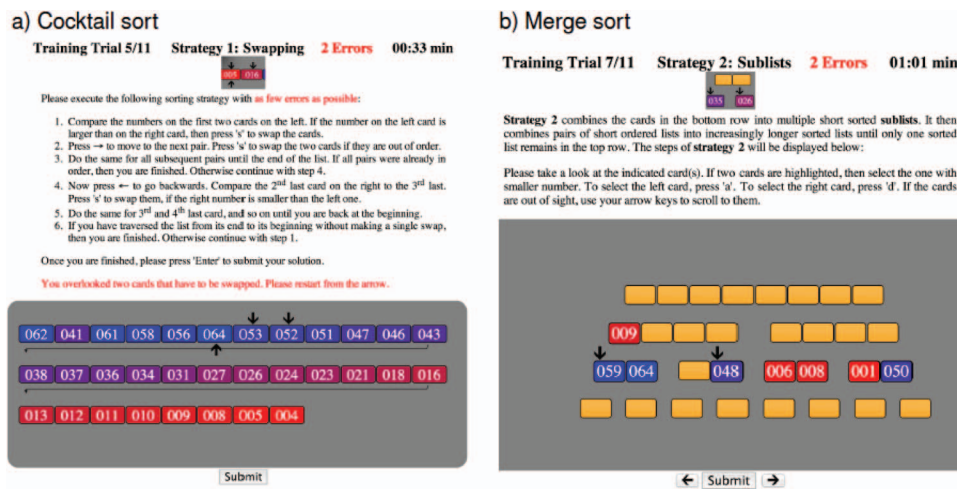 a) Cocktail sort
Training Trial 5/11 Strategy 1: Swapping 2 Errors 00:33 min
005 016
Please execute the following sorting strategy with as few errors as possible:
1. Compare the numbers on the first two cards on the left. If the number on the left card is
larger than on the right card, then press 's' to swap the cards.
2. Press → to move to the next pair. Press 's' to swap the two cards if they are out of order.
3. Do the same for all subsequent pairs until the end of the list. If all pairs were already in
order, then you are finished. Otherwise continue with step 4.
4. Now press ← to go backwards. Compare the 2nd last card on the right to the 3rd last.
Press 's' to swap them, if the right number is smaller than the left one.
5. Do the same for 3rd and 4th last card, and so on until you are back at the beginning.
6. If you have traversed the list from its end to its beginning without making a single swap,
then you are finished. Otherwise continue with step 1.
Once you are finished, please press 'Enter' to submit your solution.
You overlooked two cards that have to be swapped. Please restart from the arrow.
062 041 061 058 056 064 053 052 051 047 046 043
038 037 036 034 031 027 026 024 023 021 018 016
013 012 011 010 009 008 005 004
Submit
b) Merge sort
Training Trial 7/11 Strategy 2: Sublists 2 Errors 01:01 min
035 026
Strategy 2 combines the cards in the bottom row into multiple short sorted sublists. It then
combines pairs of short ordered lists into increasingly longer sorted lists until only one sorted
list remains in the top row. The steps of strategy 2 will be displayed below:
Please take a look at the indicated card(s). If two cards are highlighted, then select the one with
smaller number. To select the left card, press 'a'. To select the right card, press 'd'. If the cards
are out of sight, use your arrow keys to scroll to them.
009
059 064 048 006 008 001 050
← Submit →